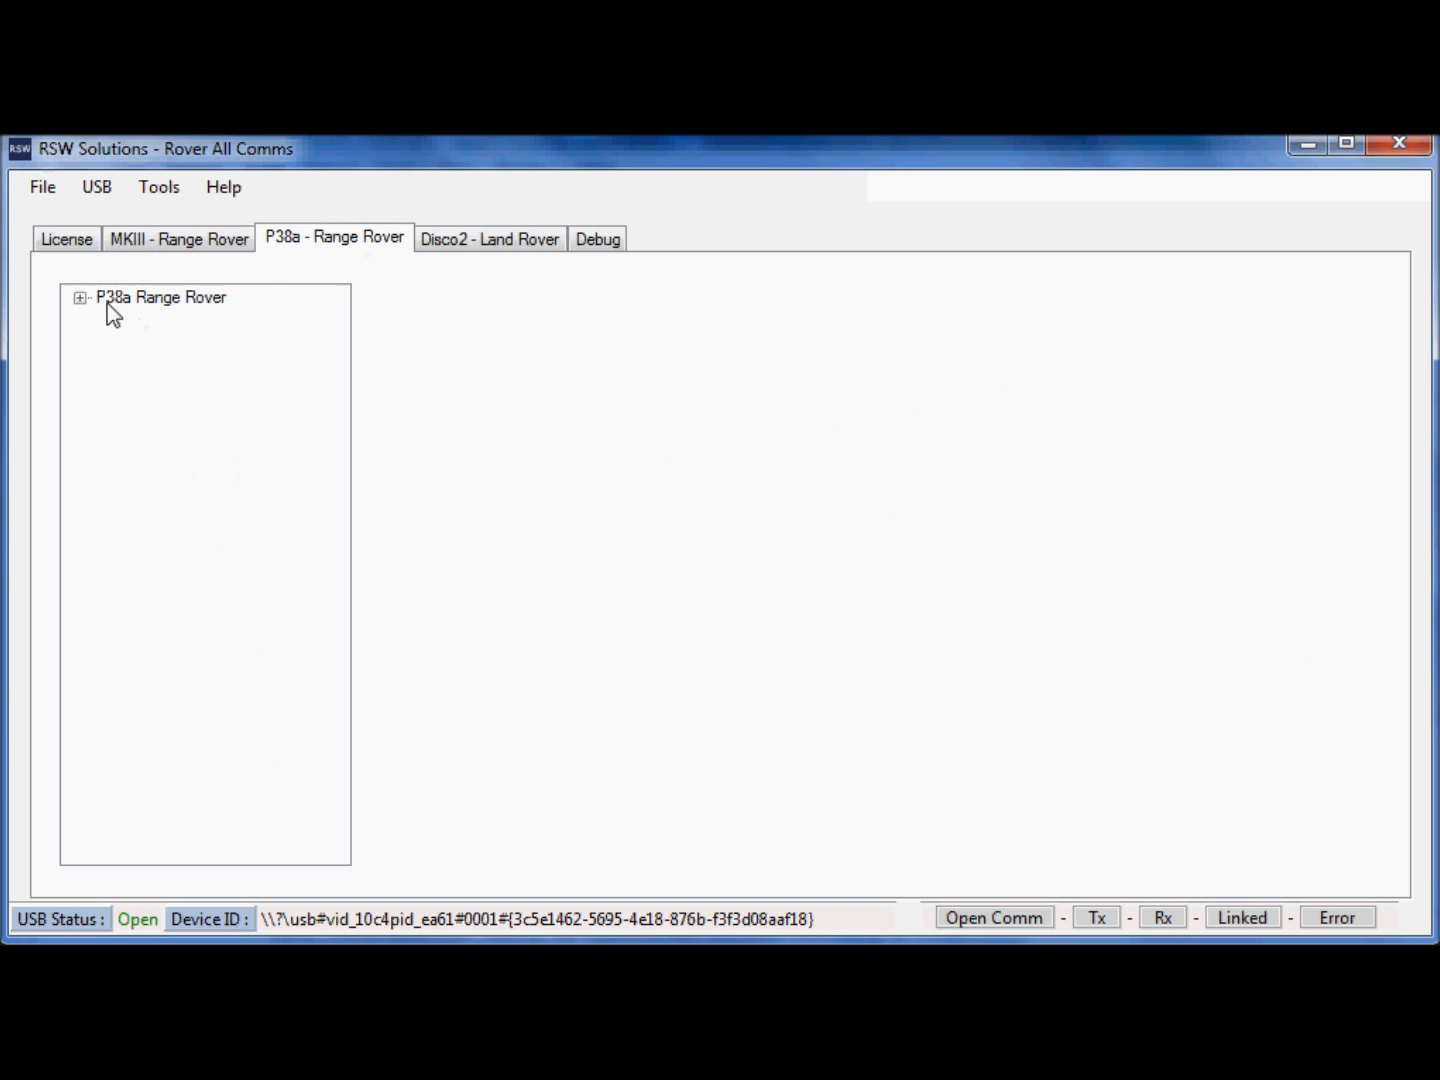 RSW RSW Solutions - Rover All Comms
File USB Tools Help
License MKIII - Range Rover P38a - Range Rover Disco2 - Land Rover Debug
P38a Range Rover
USB Status : Open Device ID : \\?\usb#vid_10c4pid_ea61#0001#{3c5e1462-5695-4e18-876b-f3f3d08aaf18} Open Comm - Tx - Rx - Linked - Error